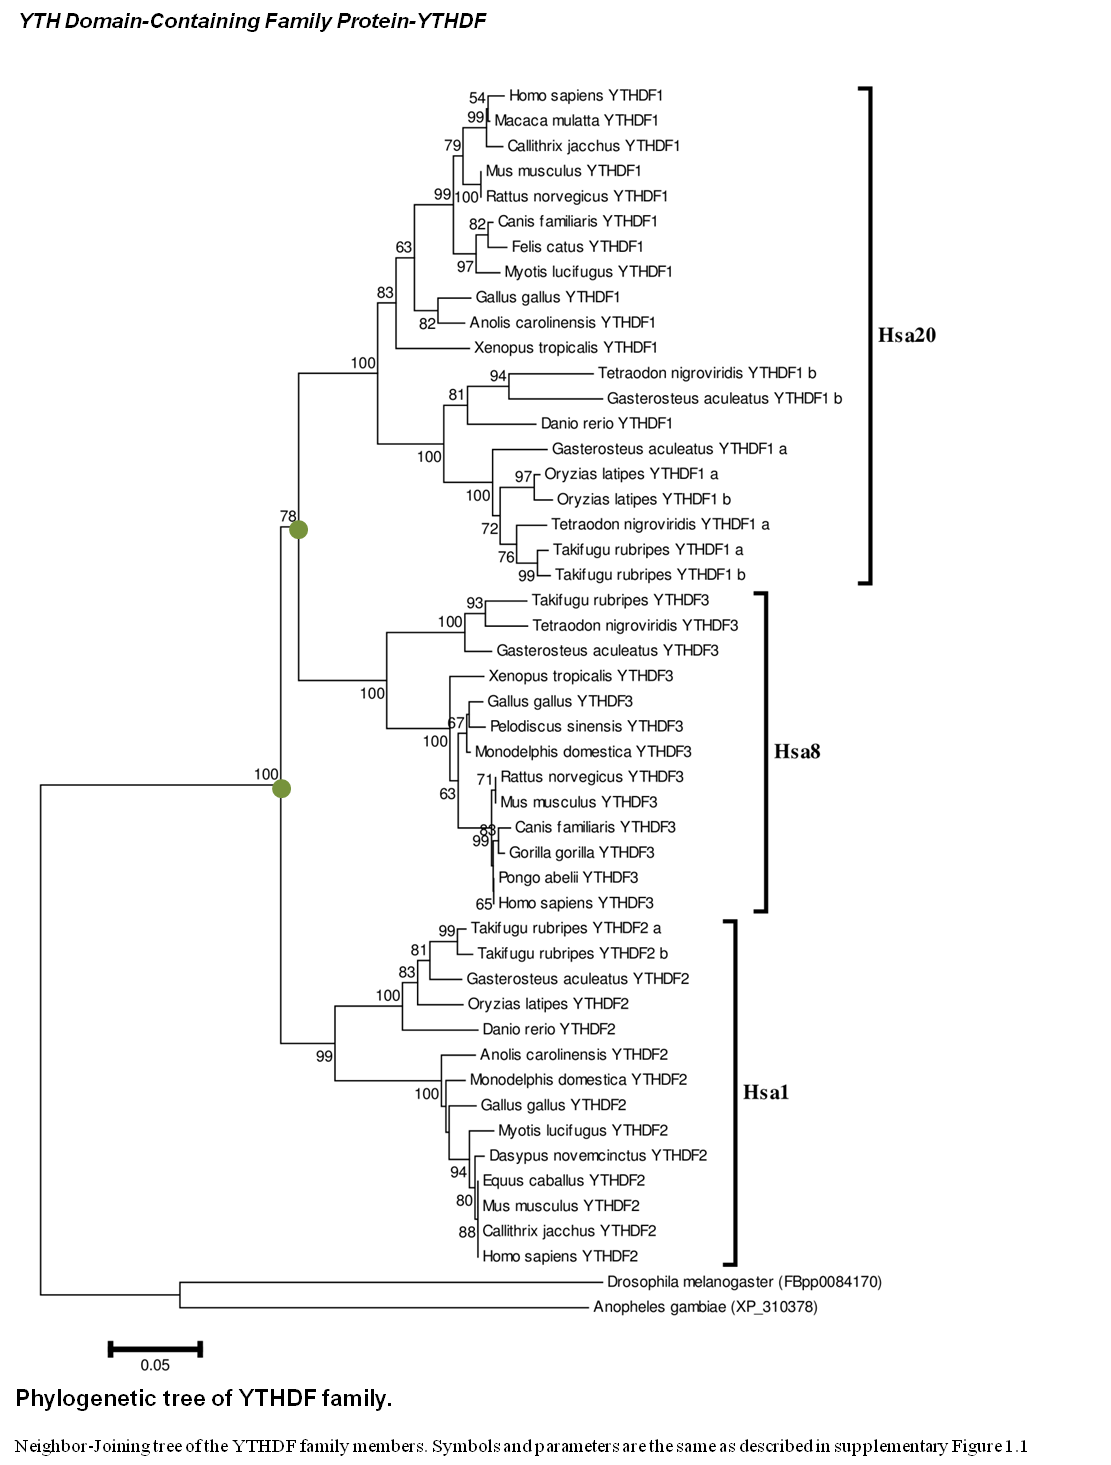 YTH Domain-Containing Family Protein-YTHDF
54
Homo sapiens YTHDF1
99
Macaca mulatta YTHDF1
79
Callithrix jacchus YTHDF1
Mus musculus YTHDF1
99
100
Rattus norvegicus YTHDF1
82
Canis familiaris YTHDF1
63
Felis catus YTHDF1
97
Myotis lucifugus YTHDF1
83
Gallus gallus YTHDF1
82
Anolis carolinensis YTHDF1
Hsa20
Xenopus tropicalis YTHDF1
100
94
Tetraodon nigroviridis YTHDF1 b
81
Gasterosteus aculeatus YTHDF1 b
Danio rerio YTHDF1
100
Gasterosteus aculeatus YTHDF1 a
97
Oryzias latipes YTHDF1 a
100
Oryzias latipes YTHDF1 b
78
72
Tetraodon nigroviridis YTHDF1 a
76
Takifugu rubripes YTHDF1 a
99
Takifugu rubripes YTHDF1 b
93
Takifugu rubripes YTHDF3
100
Tetraodon nigroviridis YTHDF3
Gasterosteus aculeatus YTHDF3
100
Xenopus tropicalis YTHDF3
Gallus gallus YTHDF3
67
Pelodiscus sinensis YTHDF3
100
Monodelphis domestica YTHDF3
Hsa8
100
71
Rattus norvegicus YTHDF3
63
Mus musculus YTHDF3
83
Canis familiaris YTHDF3
99
Gorilla gorilla YTHDF3
Pongo abelii YTHDF3
65
Homo sapiens YTHDF3
99
Takifugu rubripes YTHDF2 a
81
Takifugu rubripes YTHDF2 b
83
Gasterosteus aculeatus YTHDF2
100
Oryzias latipes YTHDF2
Danio rerio YTHDF2
99
Anolis carolinensis YTHDF2
Monodelphis domestica YTHDF2
100
Hsa1
Gallus gallus YTHDF2
Myotis lucifugus YTHDF2
Dasypus novemcinctus YTHDF2
94
Equus caballus YTHDF2
80
Mus musculus YTHDF2
88
Callithrix jacchus YTHDF2
Homo sapiens YTHDF2
Drosophila melanogaster (FBpp0084170)
Anopheles gambiae (XP_310378)
0.05
Phylogenetic tree of YTHDF family.
Neighbor-Joining tree of the YTHDF family members. Symbols and parameters are the same as described in supplementary Figure 1.1